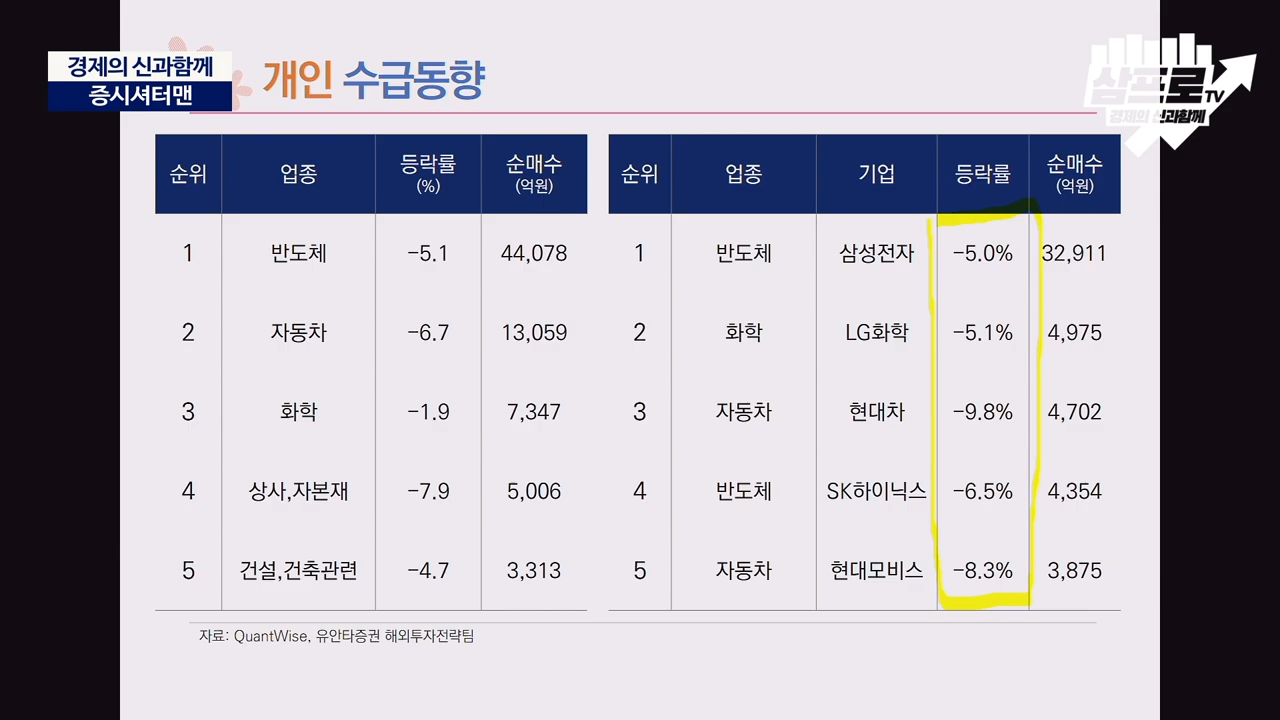 경제의 신과함께
증시셔터맨
개인 수급동향
삼프로TV
경제의 신과함께
순위 업종 등락률(%) 순매수(억원)
1 반도체 -5.1 44,078
2 자동차 -6.7 13,059
3 화학 -1.9 7,347
4 상사,자본재 -7.9 5,006
5 건설,건축관련 -4.7 3,313
순위 업종 기업 등락률 순매수(억원)
1 반도체 삼성전자 -5.0% 32,911
2 화학 LG화학 -5.1% 4,975
3 자동차 현대차 -9.8% 4,702
4 반도체 SK하이닉스 -6.5% 4,354
5 자동차 현대모비스 -8.3% 3,875
자료: QuantWise, 유안타증권 해외투자전략팀